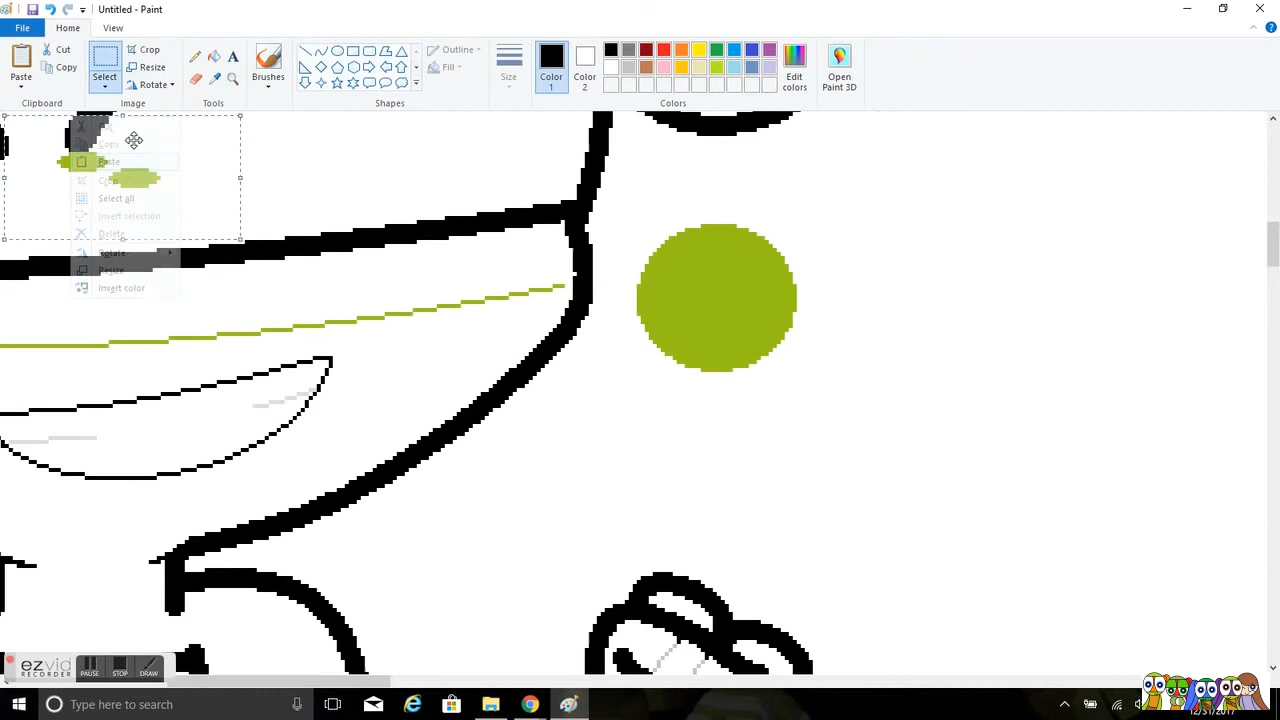 Untitled - Paint
File
Home
View
Paste
Cut
Copy
Select
Crop
Resize
Rotate
Brushes
Outline
Fill
Size
Color 1
Color 2
Edit colors
Open Paint 3D
Clipboard
Image
Tools
Shapes
Colors
Copy
Paste
Crop
Select all
Invert selection
Delete
Rotate
Resize
Invert color
ezvid
RECORDER
PAUSE
STOP
DRAW
Type here to search